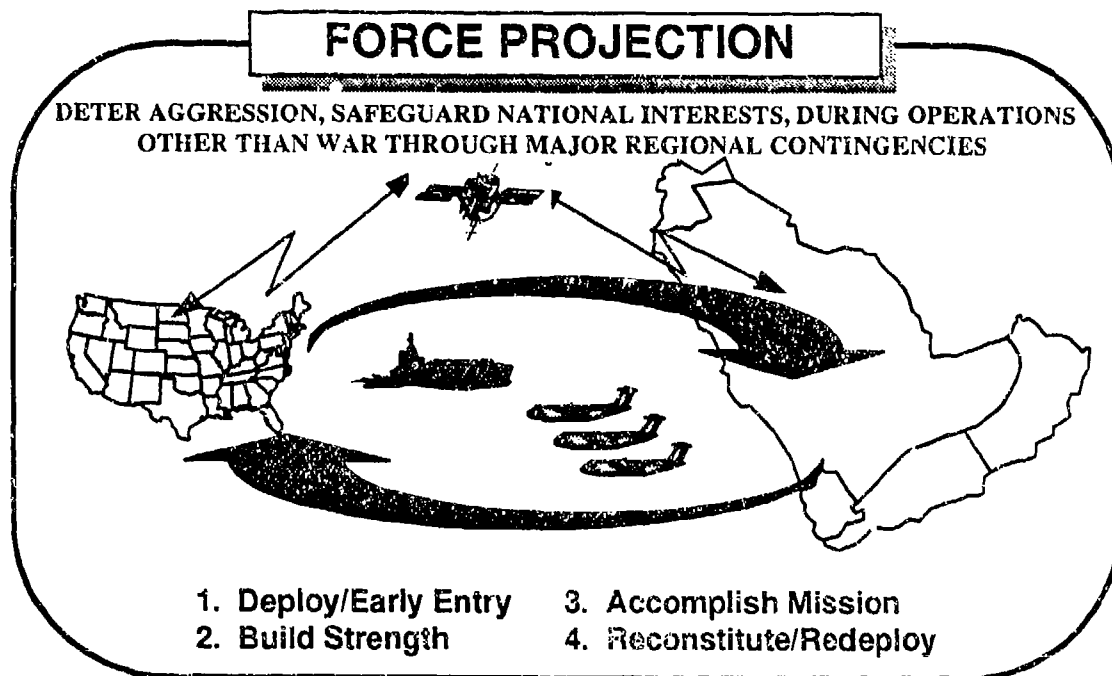 FORCE PROJECTION
DETER AGGRESSION, SAFEGUARD NATIONAL INTERESTS, DURING OPERATIONS
OTHER THAN WAR THROUGH MAJOR REGIONAL CONTINGENCIES
1. Deploy/Early Entry
2. Build Strength
3. Accomplish Mission
4. Reconstitute/Redeploy